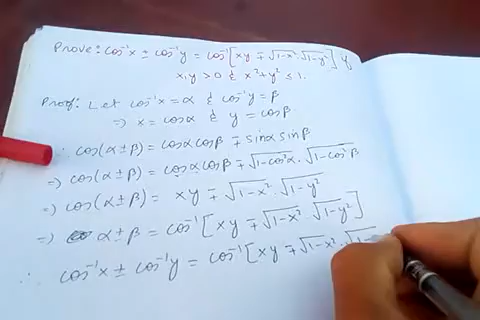 Prove: cos⁻¹x ± cos⁻¹y = cos⁻¹[xy ∓ √1-x² · √1-y²] if
x,y > 0 & x²+y² ≤ 1.
Proof: Let cos⁻¹x = α & cos⁻¹y = β
⇒ x = cosα & y = cosβ
∴ cos(α ± β) = cosα cosβ ∓ sinα sinβ
⇒ cos(α ± β) = cosα cosβ ∓ √1-cos²α · √1-cos²β
⇒ cos(α ± β) = xy ∓ √1-x² · √1-y²
⇒ α ± β = cos⁻¹[xy ∓ √1-x² √1-y²]
∴ cos⁻¹x ± cos⁻¹y = cos⁻¹[xy ∓ √1-x² · √1-